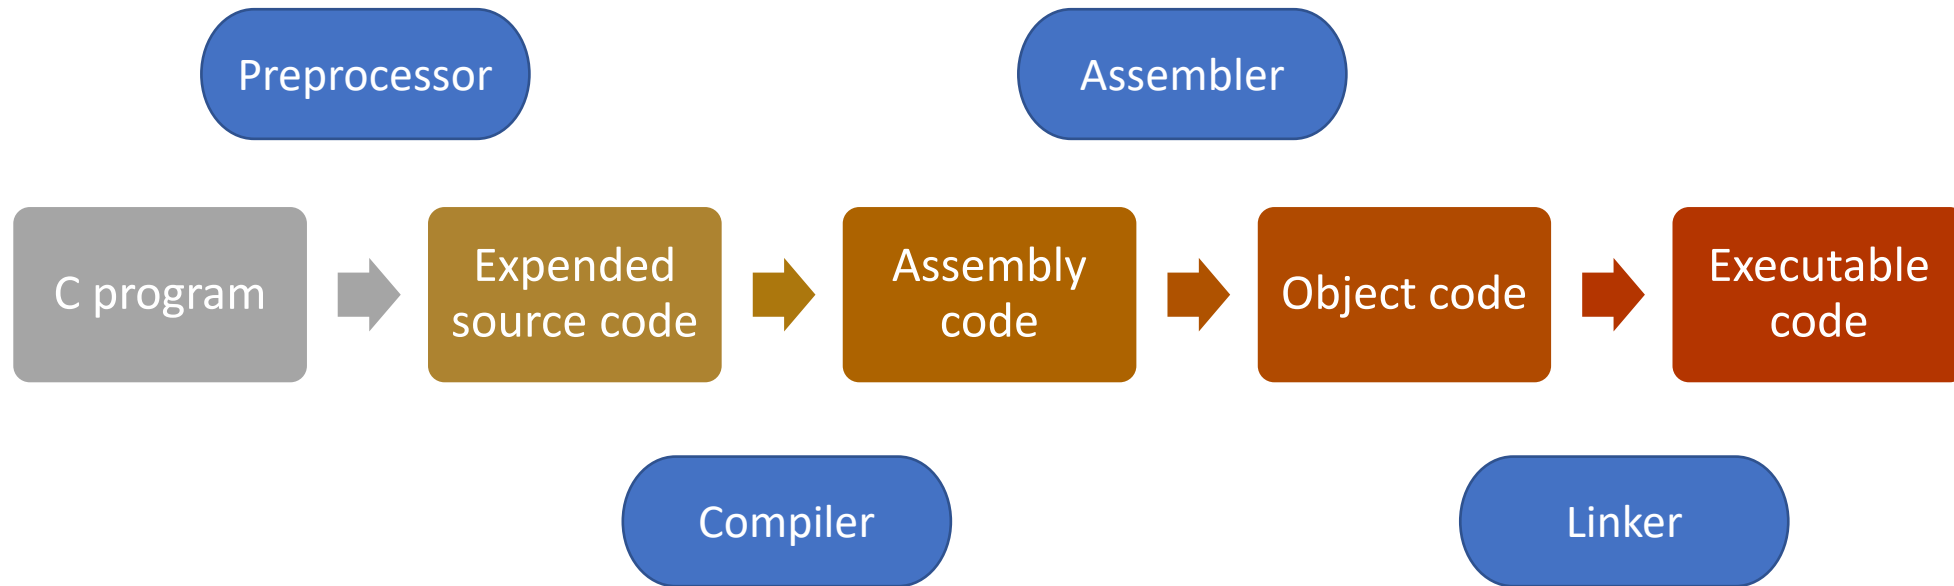 Preprocessor
Assembler
C program
Expended
source code
Assembly
code
Object code
Executable
code
Compiler
Linker